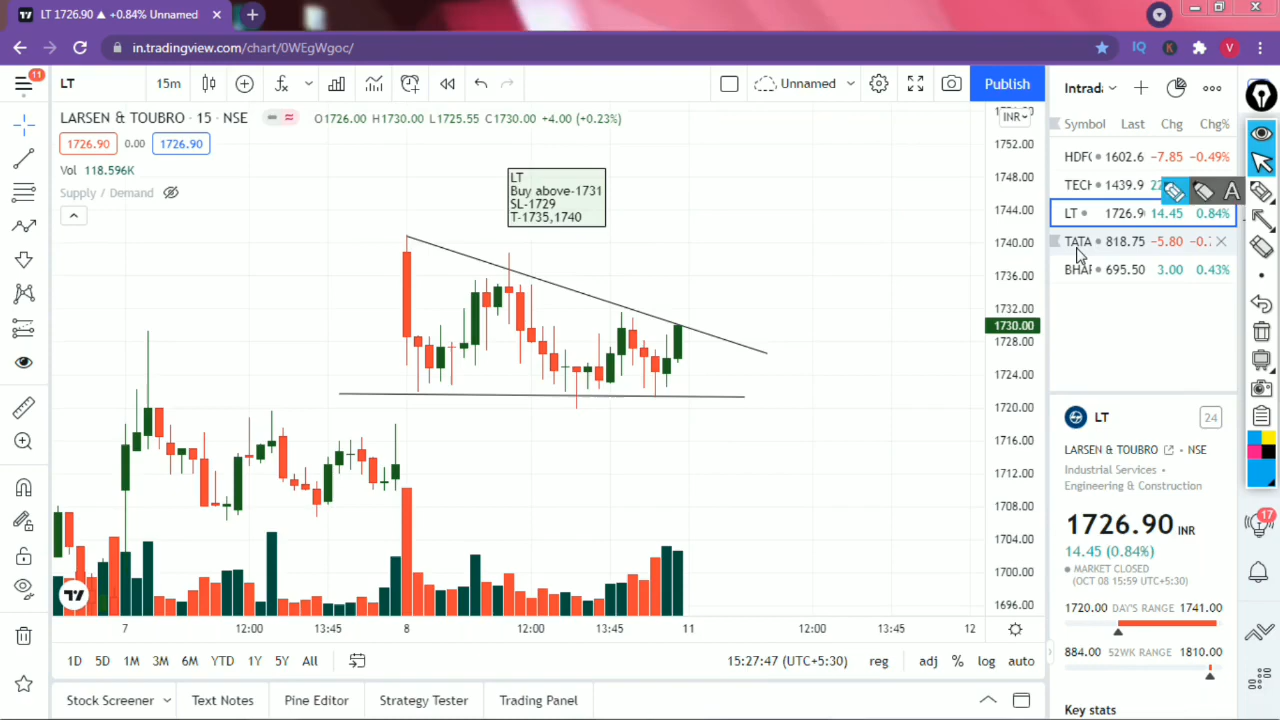 LT 1726.90 ▲ +0.84% Unnamed
in.tradingview.com/chart/0WEgWgoc/
IQ
K
V
11
LT
15m
Unnamed
Publish
Intrada
LARSEN & TOUBRO · 15 · NSE
O1726.00 H1730.00 L1725.55 C1730.00 +4.00 (+0.23%)
INR
Symbol Last Chg Chg%
1726.90 0.00 1726.90
Vol 118.596K
Supply / Demand
1752.00
1748.00
1744.00
1740.00
1736.00
1732.00
1730.00
1728.00
1724.00
1720.00
1716.00
1712.00
1708.00
1704.00
1700.00
1696.00
LT
Buy above-1731
SL-1729
T-1735,1740
HDF 1602.6 -7.85 -0.49%
TECH 1439.9
LT 1726.9 14.45 0.84%
TATA 818.75 -5.80
BHAR 695.50 3.00 0.43%
A
7 12:00 13:45 8 12:00 13:45 11 12:00 13:45 12
LT
24
LARSEN & TOUBRO • NSE
Industrial Services •
Engineering & Construction
1726.90 INR
14.45 (0.84%)
MARKET CLOSED
(OCT 08 15:59 UTC+5:30)
1720.00 DAY'S RANGE 1741.00
884.00 52WK RANGE 1810.00
Key stats
17
1D 5D 1M 3M 6M YTD 1Y 5Y All
15:27:47 (UTC+5:30) reg adj % log auto
Stock Screener Text Notes Pine Editor Strategy Tester Trading Panel